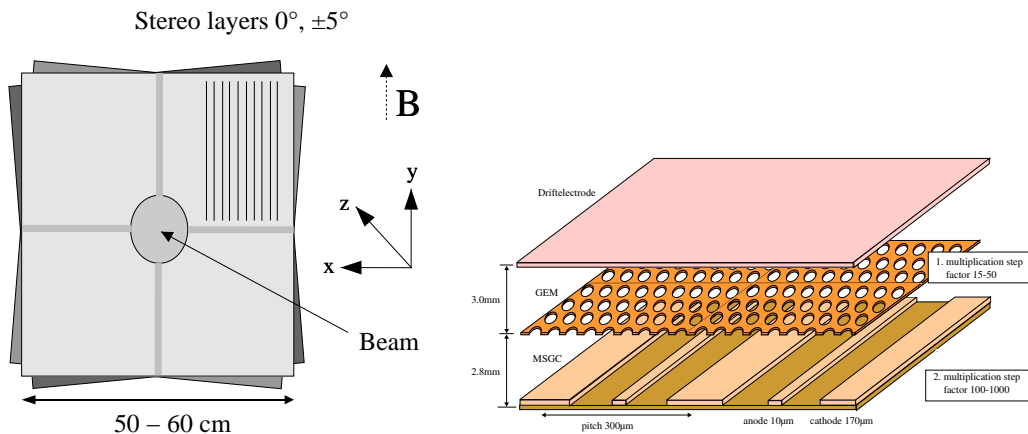 Stereo layers 0°, ±5°
B
y
z
x
Beam
50 – 60 cm
Driftelectrode
GEM
1. multiplication step
factor 15-50
3.0mm
MSGC
2.8mm
2. multiplication step
factor 100-1000
pitch 300µm
anode 10µm
cathode 170µm